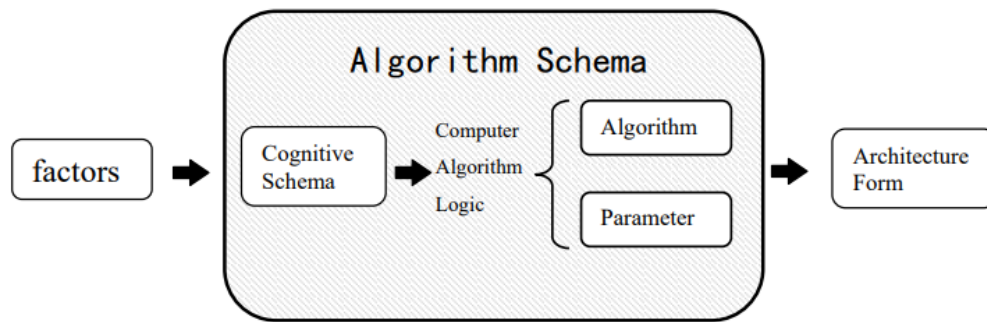 Algorithm Schema
factors
Cognitive
Schema
Computer
Algorithm
Logic
Algorithm
Parameter
Architecture
Form